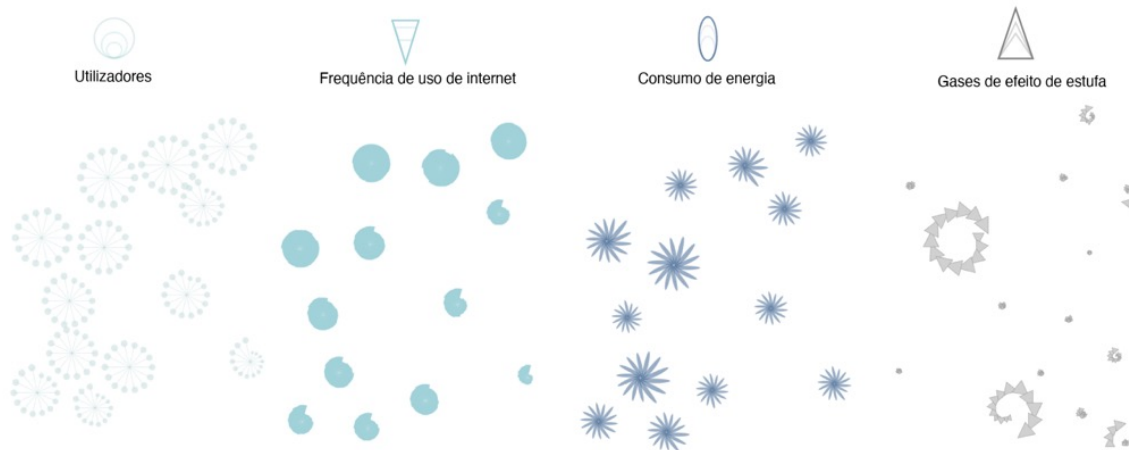 Utilizadores
Frequência de uso de internet
Consumo de energia
Gases de efeito de estufa